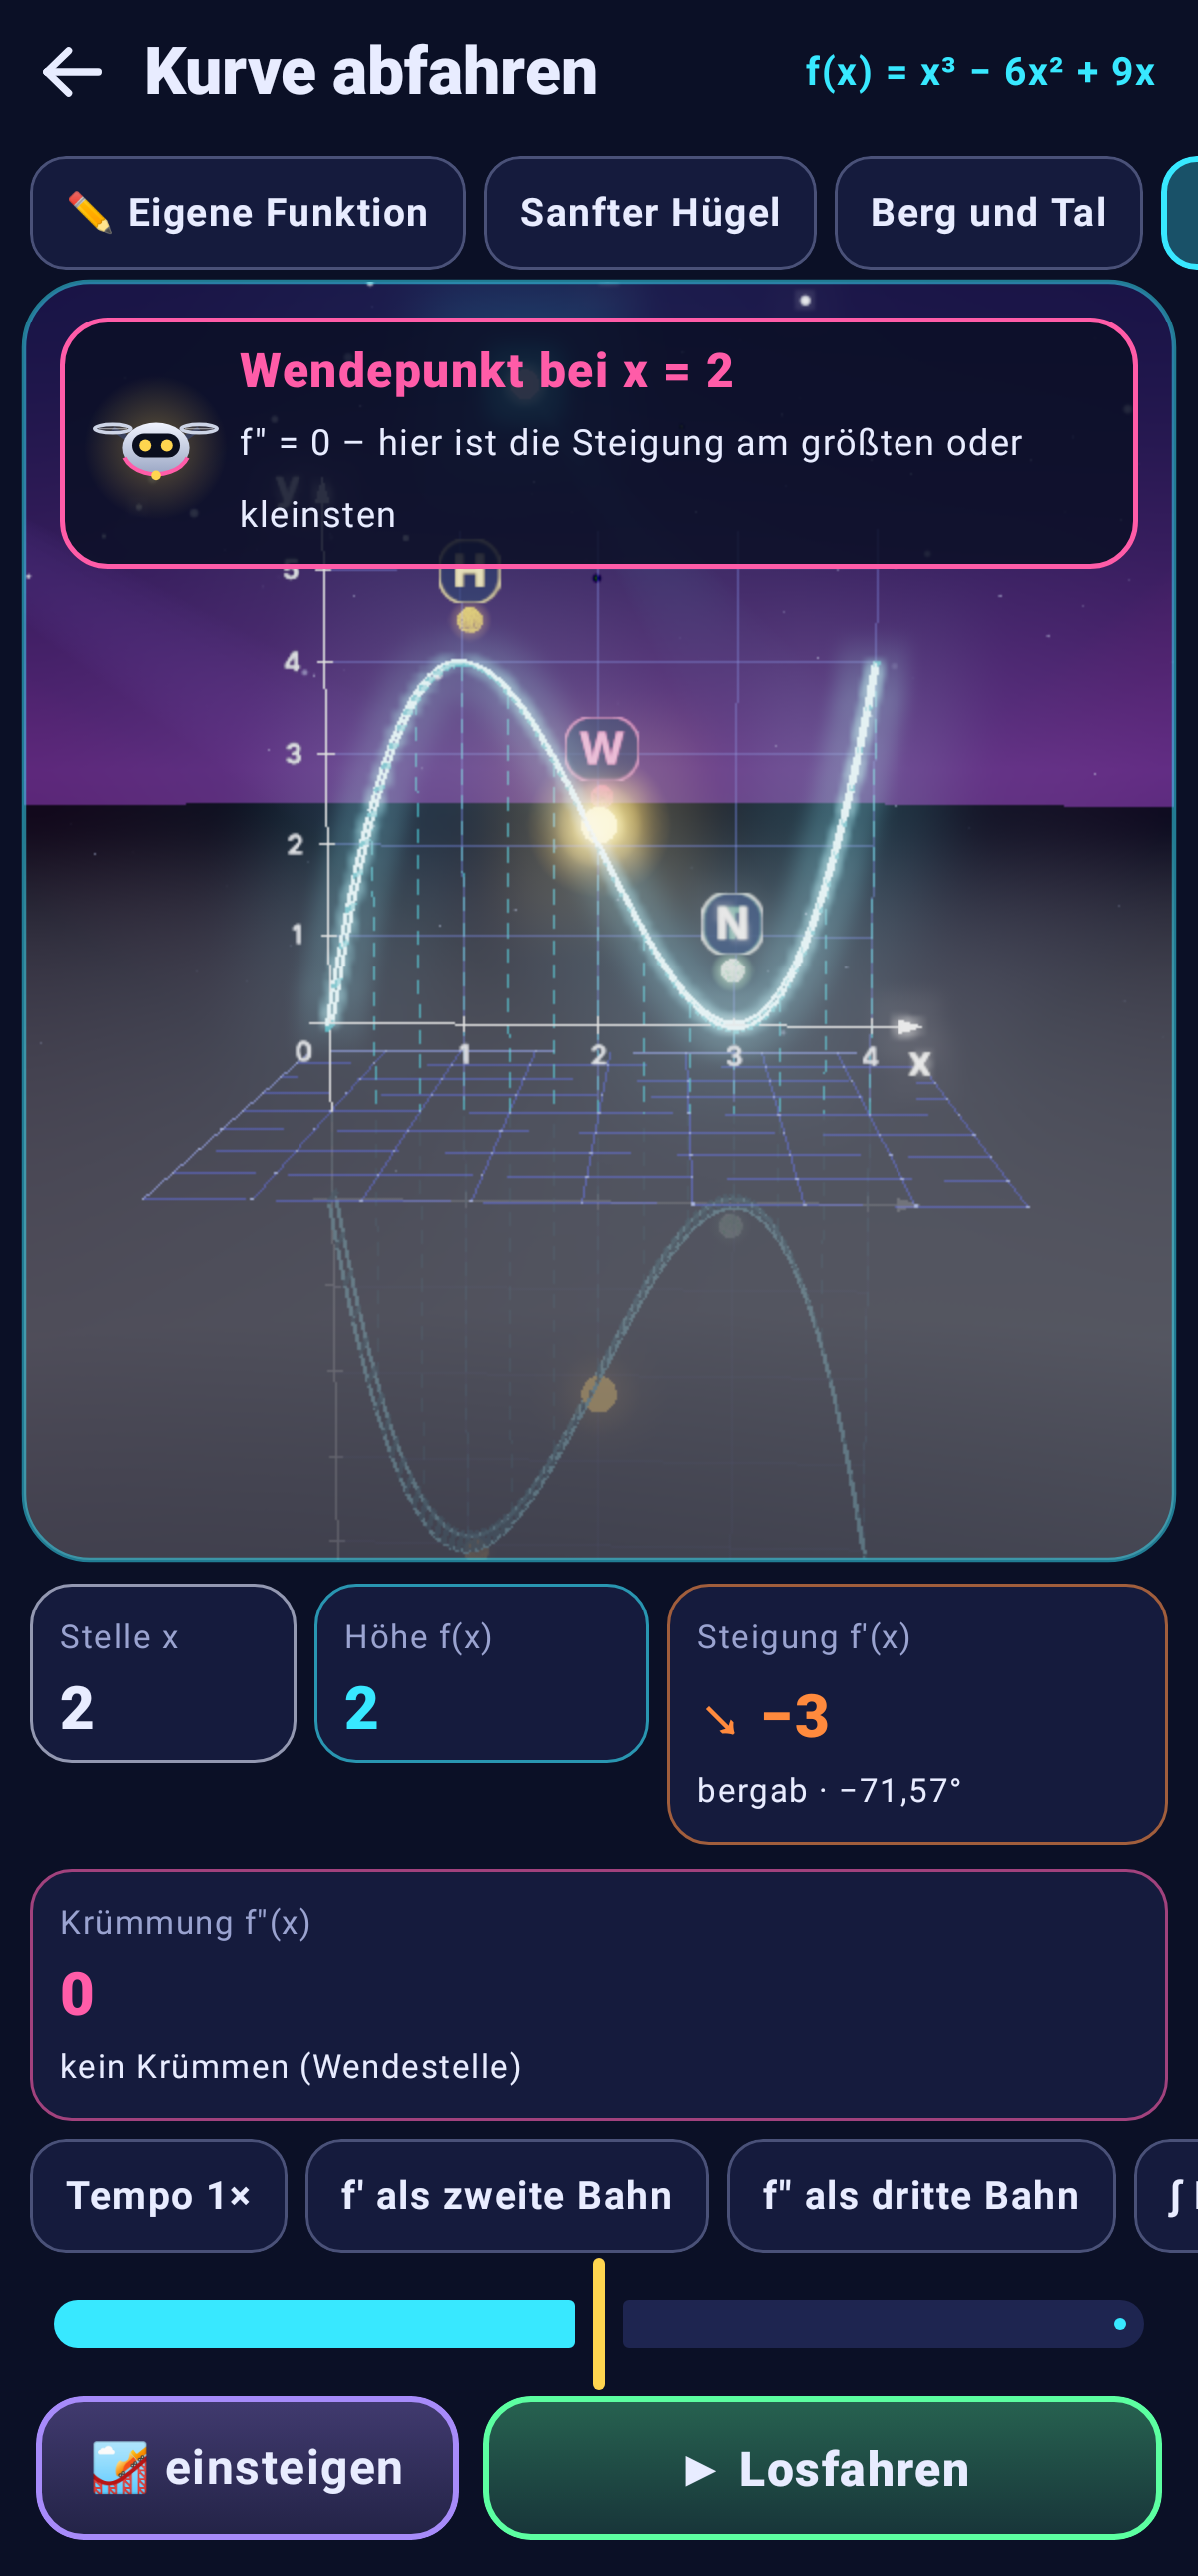 Kurve abfahren
f(x) = x³ − 6x² + 9x
✏️ Eigene Funktion
Sanfter Hügel
Berg und Tal
Wendepunkt bei x = 2
f" = 0 – hier ist die Steigung am größten oder
kleinsten
y
5
H
4
3
W
2
N
1
0
1
2
3
4
x
Stelle x
2
Höhe f(x)
2
Steigung f'(x)
↘ −3
bergab · −71,57°
Krümmung f"(x)
0
kein Krümmen (Wendestelle)
Tempo 1×
f' als zweite Bahn
f" als dritte Bahn
∫
🎢 einsteigen
► Losfahren